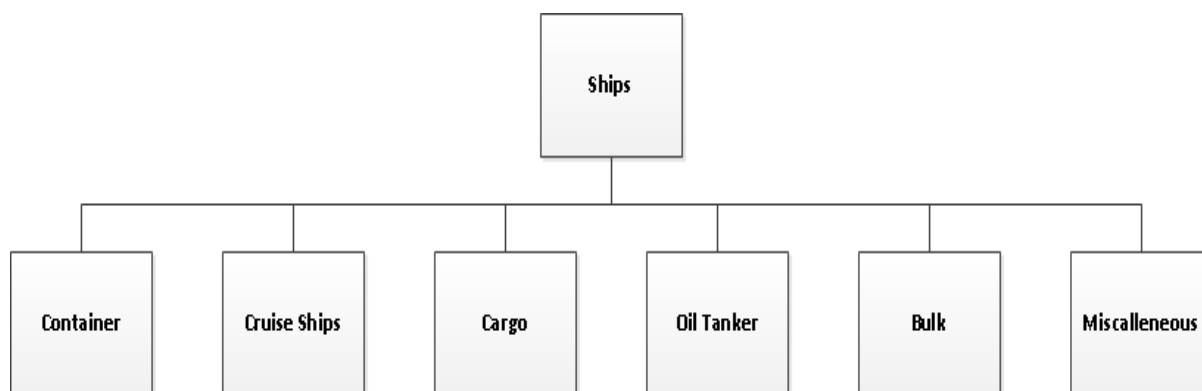 Ships
Container
Cruise Ships
Cargo
Oil Tanker
Bulk
Miscalleneous